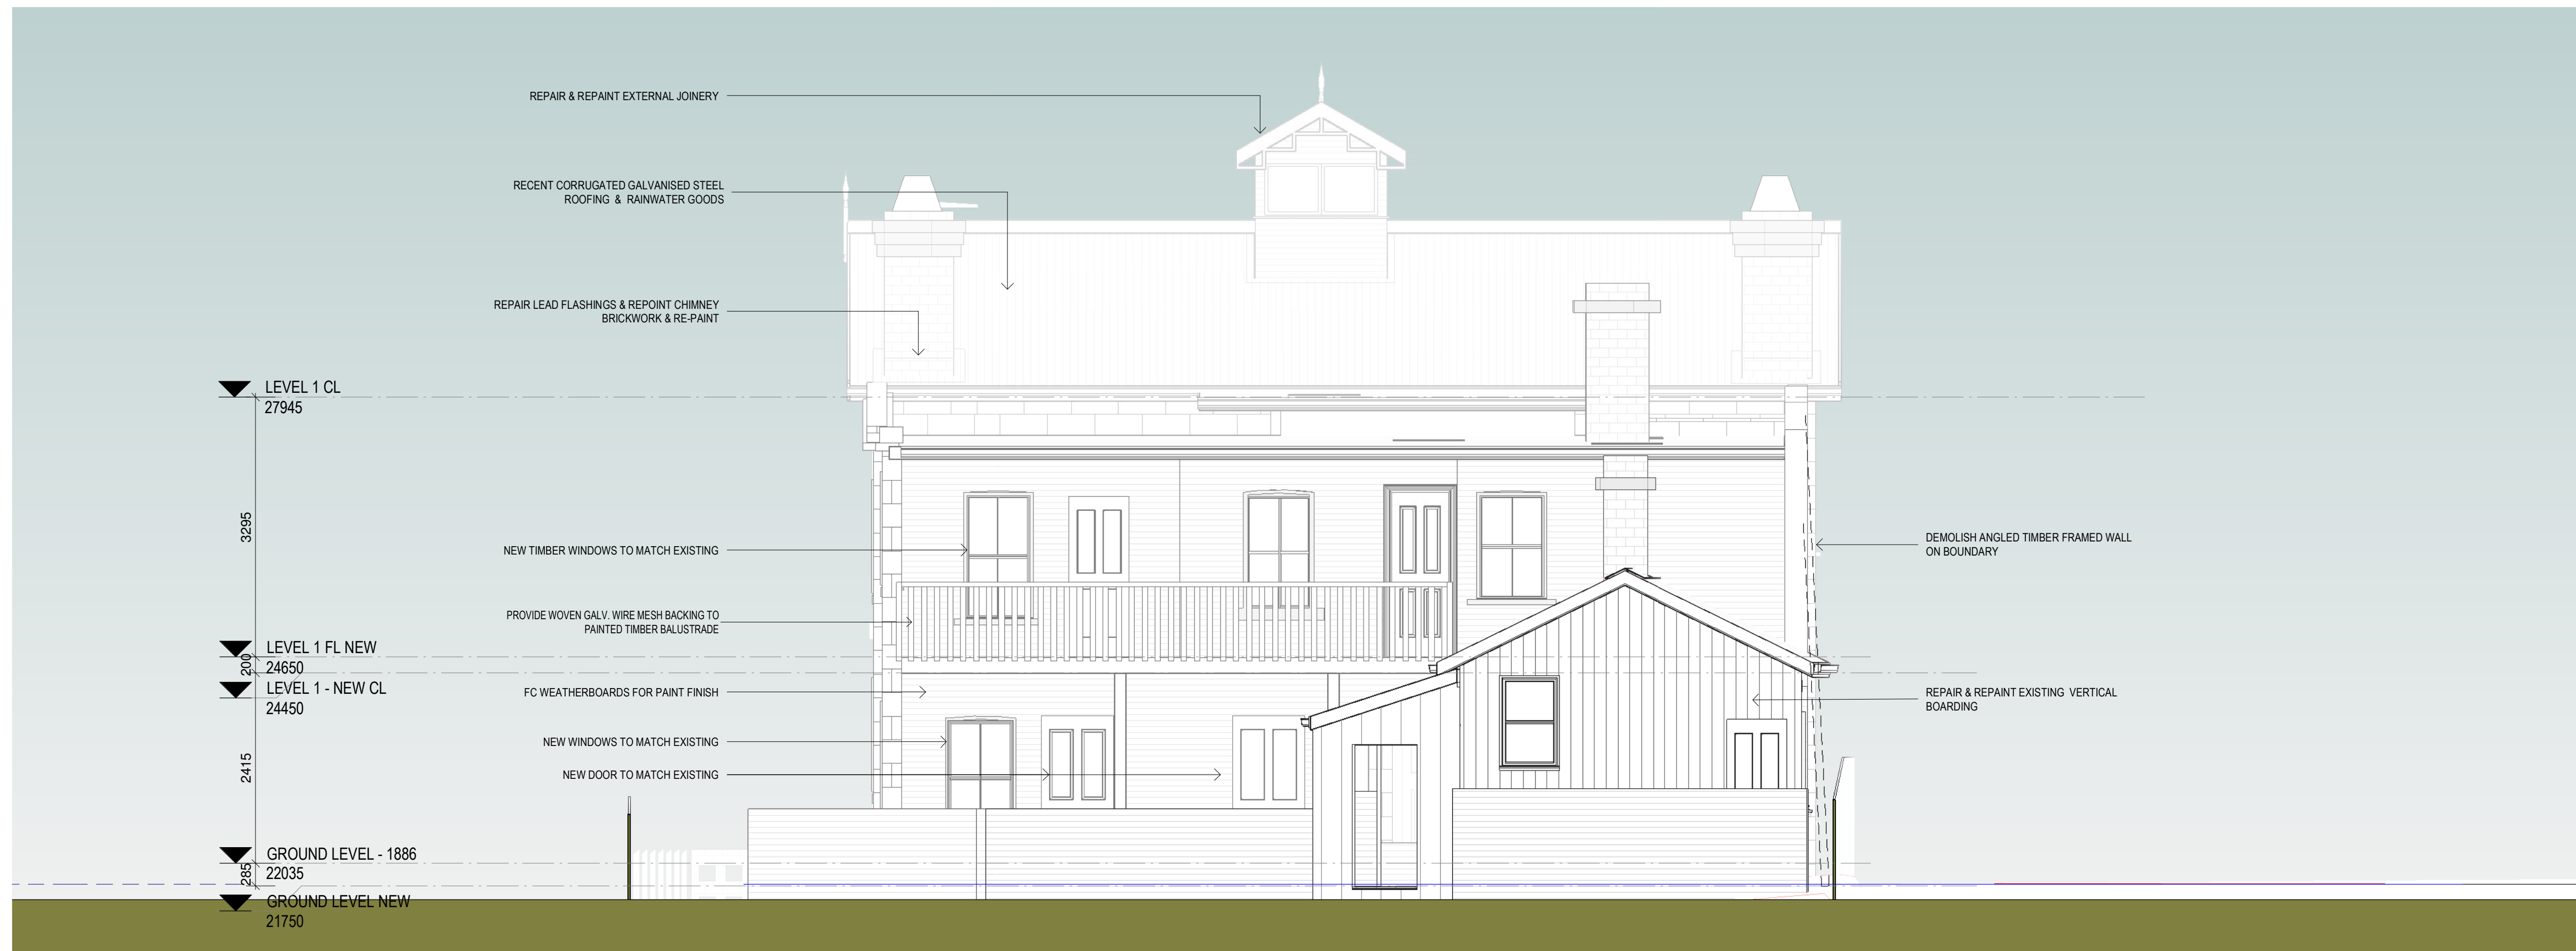 REPAIR & REPAINT EXTERNAL JOINERY
RECENT CORRUGATED GALVANISED STEEL
ROOFING & RAINWATER GOODS
REPAIR LEAD FLASHINGS & REPOINT CHIMNEY
BRICKWORK & RE-PAINT
LEVEL 1 CL
27945
3295
NEW TIMBER WINDOWS TO MATCH EXISTING
DEMOLISH ANGLED TIMBER FRAMED WALL
ON BOUNDARY
PROVIDE WOVEN GALV. WIRE MESH BACKING TO
PAINTED TIMBER BALUSTRADE
LEVEL 1 FL NEW
24650
200
LEVEL 1 - NEW CL
24450
FC WEATHERBOARDS FOR PAINT FINISH
REPAIR & REPAINT EXISTING VERTICAL
BOARDING
NEW WINDOWS TO MATCH EXISTING
2415
NEW DOOR TO MATCH EXISTING
GROUND LEVEL - 1886
22035
285
GROUND LEVEL NEW
21750